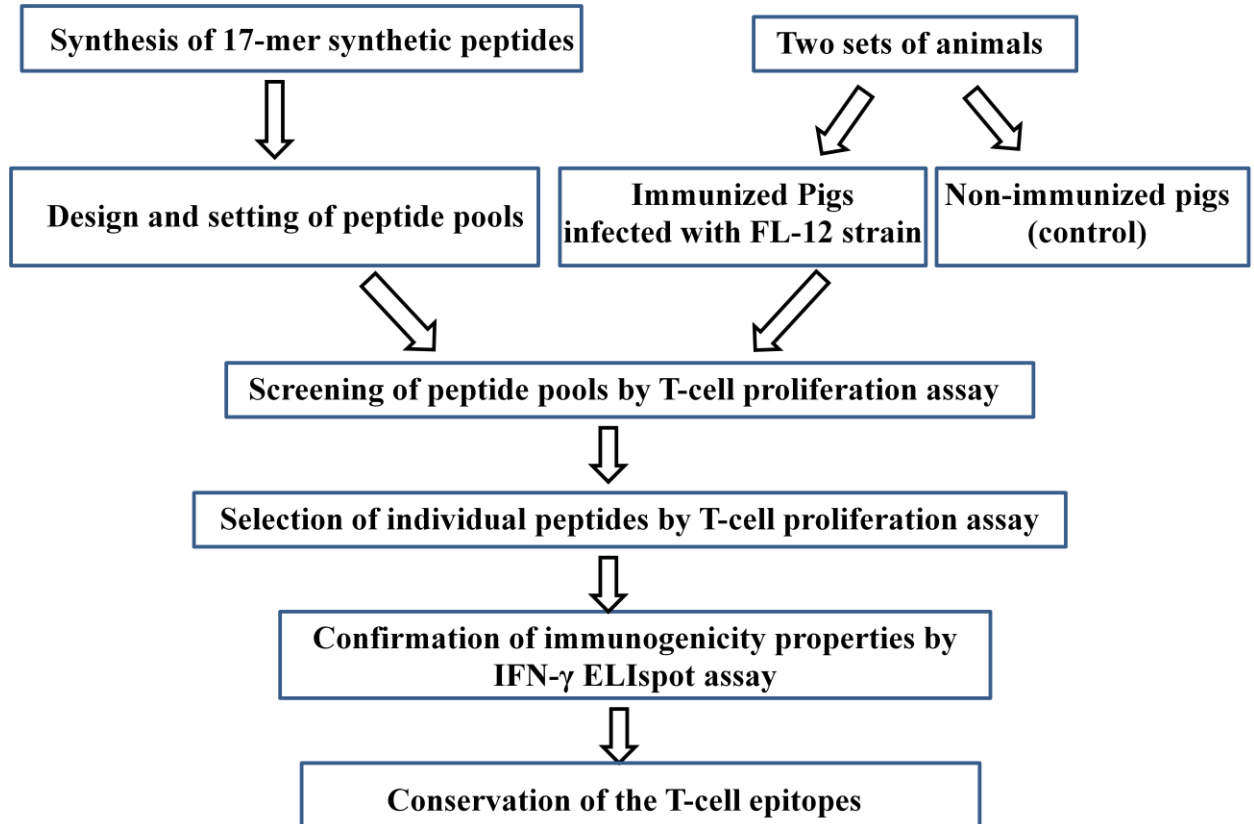 Synthesis of 17-mer synthetic peptides
Two sets of animals
Design and setting of peptide pools
Immunized Pigs
infected with FL-12 strain
Non-immunized pigs
(control)
Screening of peptide pools by T-cell proliferation assay
Selection of individual peptides by T-cell proliferation assay
Confirmation of immunogenicity properties by
IFN-γ ELIspot assay
Conservation of the T-cell epitopes